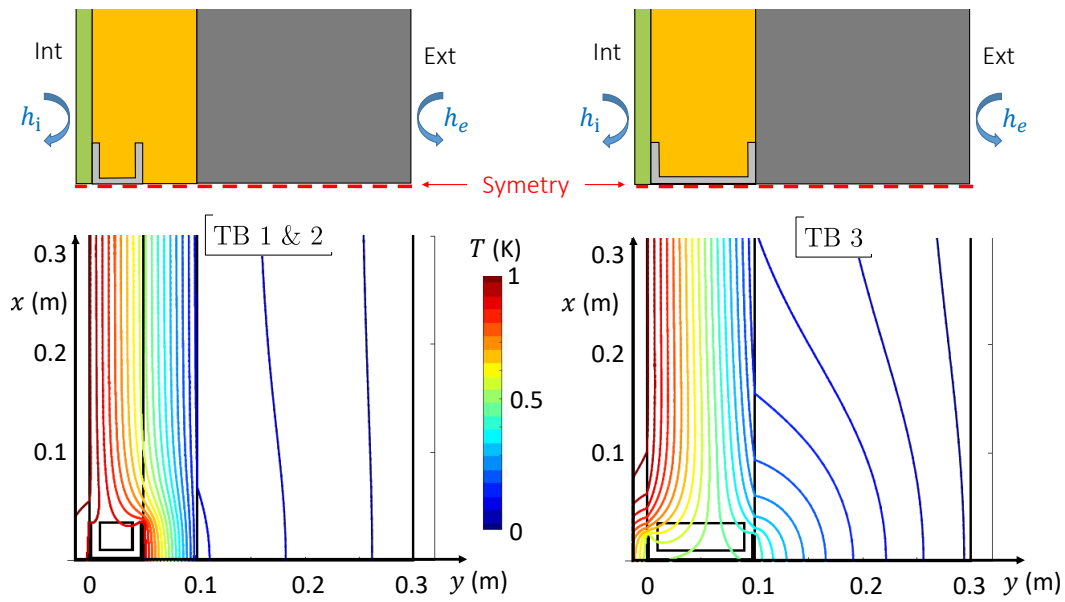 Int
Ext
h_i
h_e
Int
Ext
h_i
h_e
Symetry
TB 1 & 2
T (K)
1
0.5
0
0.3
x (m)
0.2
0.1
0
0.1
0.2
0.3
y (m)
TB 3
0.3
x (m)
0.2
0.1
0
0.1
0.2
0.3
y (m)